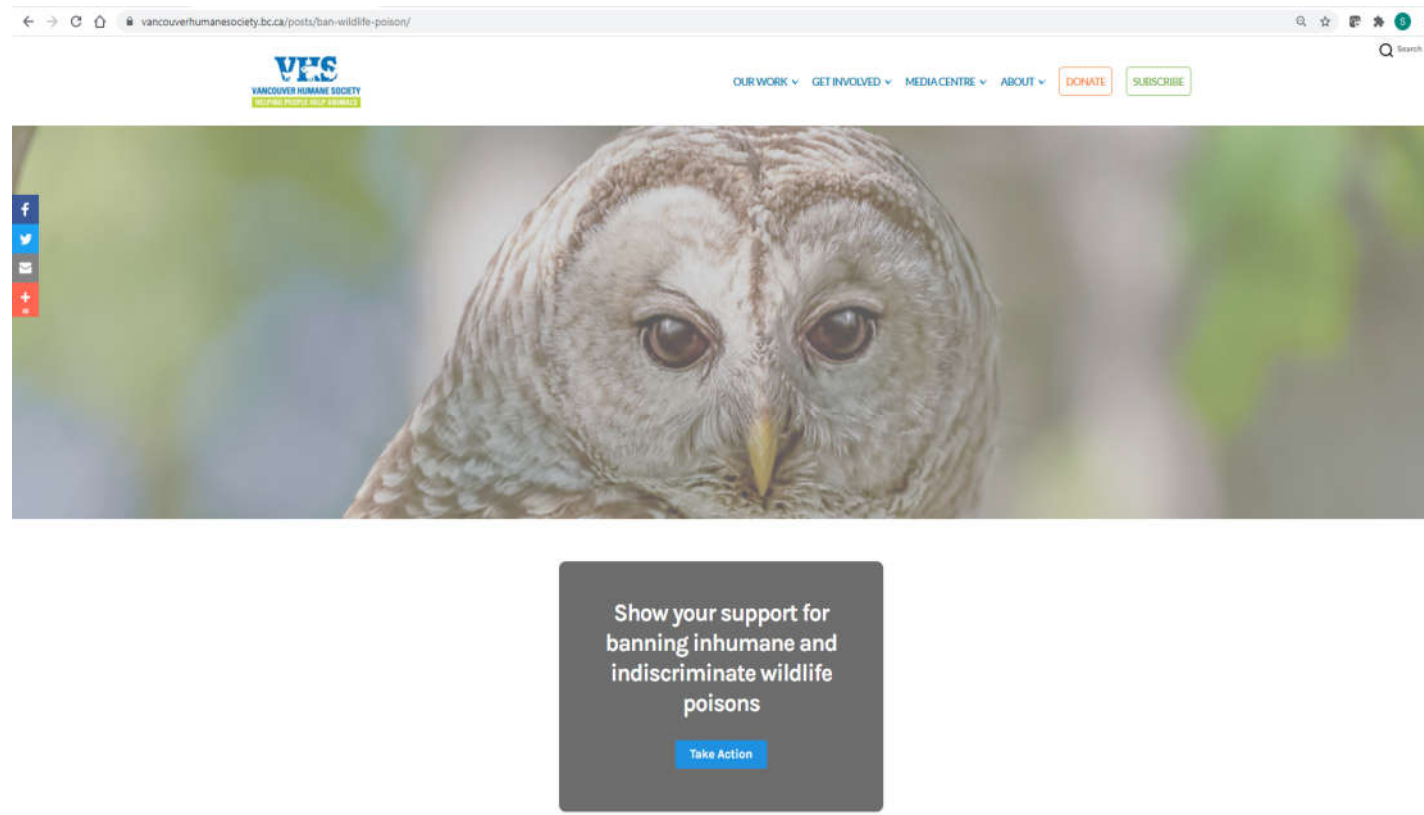 vancouverhumanesociety.bc.ca/posts/ban-wildlife-poison/
S
Search
VHS
VANCOUVER HUMANE SOCIETY
HELPING PEOPLE HELP ANIMALS
OUR WORK
GET INVOLVED
MEDIA CENTRE
ABOUT
DONATE
SUBSCRIBE
Show your support for
banning inhumane and
indiscriminate wildlife
poisons
Take Action